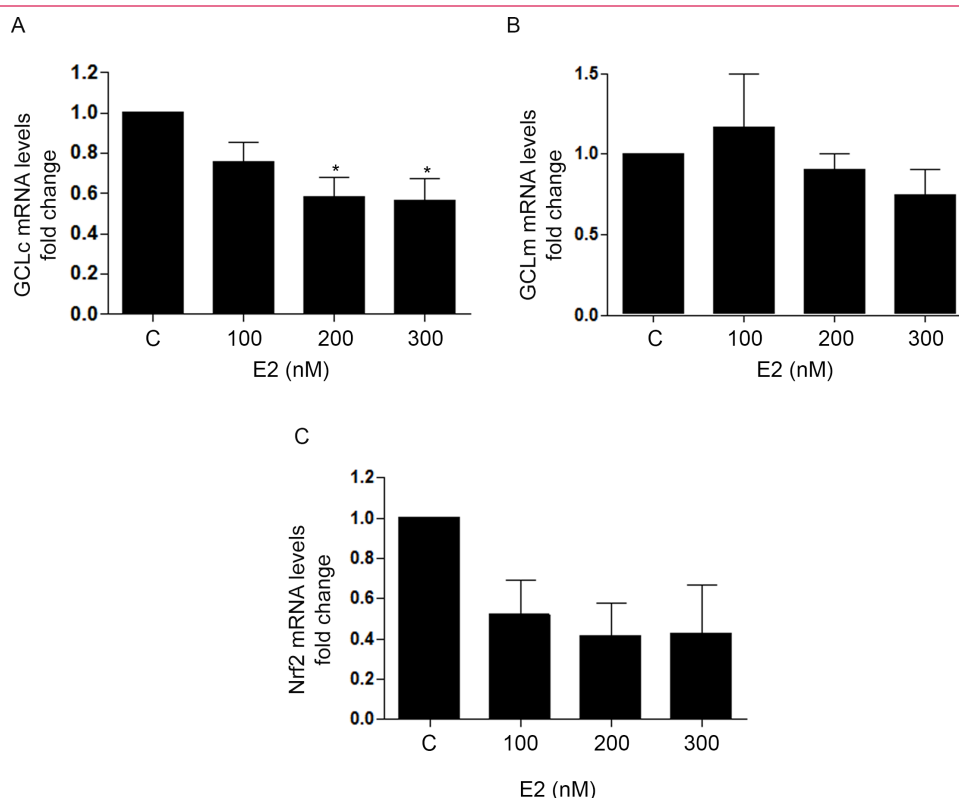 A
GCLc mRNA levels
fold change
1.2
1.0
0.8
0.6
0.4
0.2
0.0
*
*
C 100 200 300
E2 (nM)
B
GCLm mRNA levels
fold change
1.5
1.0
0.5
0.0
C 100 200 300
E2 (nM)
C
Nrf2 mRNA levels
fold change
1.2
1.0
0.8
0.6
0.4
0.2
0.0
C 100 200 300
E2 (nM)